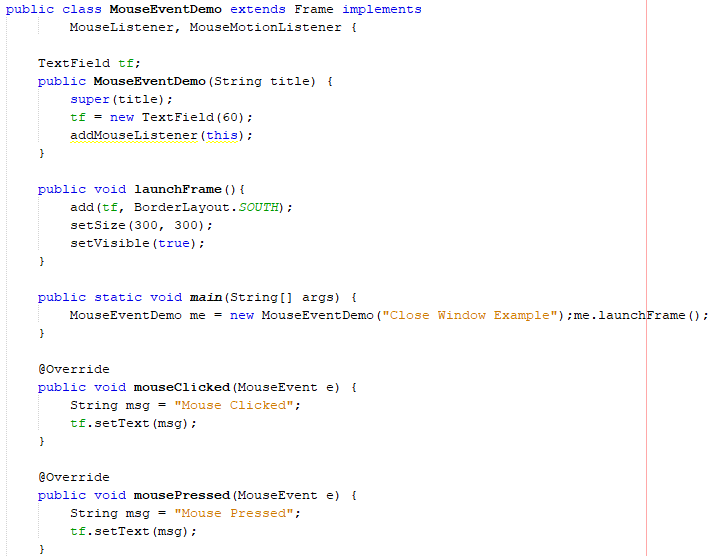 public class MouseEventDemo extends Frame implements
        MouseListener, MouseMotionListener {

    TextField tf;
    public MouseEventDemo(String title) {
        super(title);
        tf = new TextField(60);
        addMouseListener(this);
    }

    public void launchFrame(){
        add(tf, BorderLayout.SOUTH);
        setSize(300, 300);
        setVisible(true);
    }

    public static void main(String[] args) {
        MouseEventDemo me = new MouseEventDemo("Close Window Example");me.launchFrame();
    }

    @Override
    public void mouseClicked(MouseEvent e) {
        String msg = "Mouse Clicked";
        tf.setText(msg);
    }

    @Override
    public void mousePressed(MouseEvent e) {
        String msg = "Mouse Pressed";
        tf.setText(msg);
    }